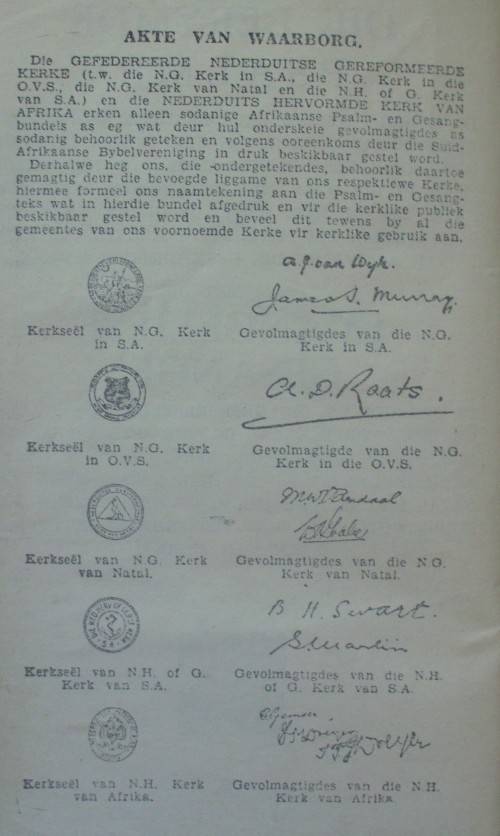 AKTE VAN WAARBORG.
Die GEFEDEREERDE NEDERDUITSE GEREFORMEERDE
KERKE (t.w. die N.G. Kerk in S.A., die N.G. Kerk in die
O.V.S., die N.G. Kerk van Natal en die N.H. of G. Kerk
van S.A.) en die NEDERDUITS HERVORMDE KERK VAN
AFRIKA erken alleen sodanige Afrikaanse Psalm- en Gesang-
bundels as eg wat deur hul onderskeie gevolmagtigdes as
sodanig behoorlik geteken en volgens ooreenkoms deur die Suid-
Afrikaanse Bybelvereniging in druk beskikbaar gestel word.
Derhalwe heg ons, die -ondergetekendes, behoorlik daartoe
gemagtig deur die bevoegde liggame van ons respektiewe Kerke,
hiermee formeel ons naamtekening aan die Psalm- en Gesang-
teks wat in hierdie bundel afgedruk en vir die kerklike publiek
beskikbaar gestel word en beveel dit tewens by al die
gemeentes van ons voornoemde Kerke vir kerklike gebruik aan.
A.J. van Wyk.
James S. Murray.
Kerkseël van N.G. Kerk
in S.A.
Gevolmagtigdes van die N.G.
Kerk in S.A.
A. D. Raats.
Kerkseël van N.G. Kerk
in O.V.S.
Gevolmagtigde van die N.G.
Kerk in die O.V.S.
Kerkseël van N.G. Kerk
van Natal.
Gevolmagtigdes van die N.G.
Kerk van Natal.
B H. Swart.
S Martin
Kerkseël van N.H. of G.
Kerk van S.A.
Gevolmagtigdes van die N.H.
of G. Kerk van S.A.
Algemeen
Kerkseël van N.H. Kerk
van Afrika.
Gevolmagtigdes van die N.H.
Kerk van Afrika.